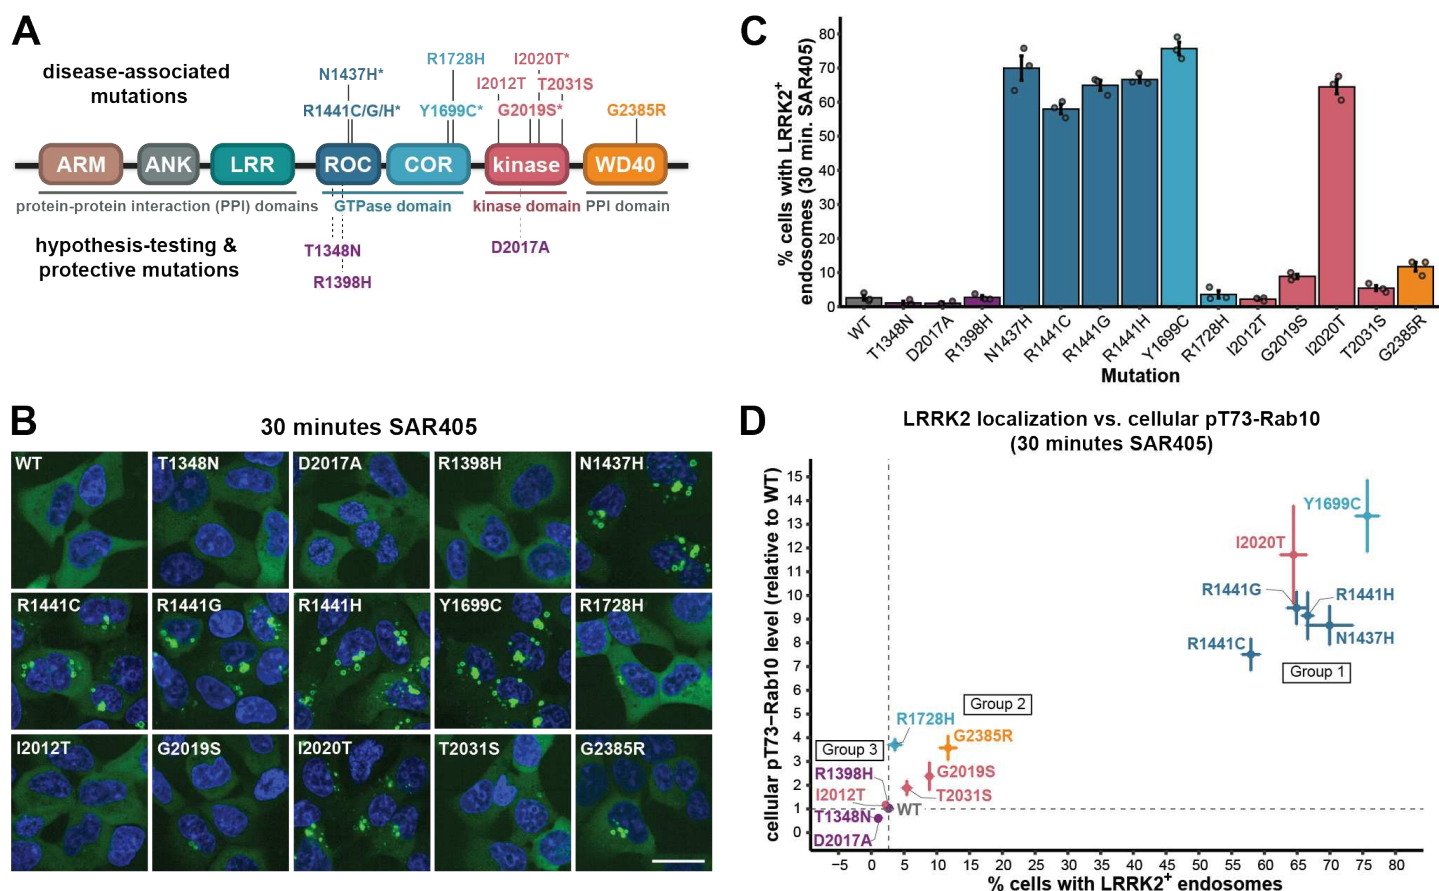 A
disease-associated
mutations
N1437H*
R1441C/G/H*
R1728H
Y1699C*
I2020T*
I2012T
T2031S
G2019S*
G2385R
ARM
ANK
LRR
ROC
COR
kinase
WD40
protein-protein interaction (PPI) domains
GTPase domain
kinase domain
PPI domain
hypothesis-testing &
protective mutations
T1348N
R1398H
D2017A
B
30 minutes SAR405
WT
T1348N
D2017A
R1398H
N1437H
R1441C
R1441G
R1441H
Y1699C
R1728H
I2012T
G2019S
I2020T
T2031S
G2385R
C
% cells with LRRK2+
endosomes (30 min. SAR405)
80
70
60
50
40
30
20
10
0
WT
T1348N
D2017A
R1398H
N1437H
R1441C
R1441G
R1441H
Y1699C
R1728H
I2012T
G2019S
I2020T
T2031S
G2385R
Mutation
D
LRRK2 localization vs. cellular pT73-Rab10
(30 minutes SAR405)
cellular pT73–Rab10 level (relative to WT)
15
14
13
12
11
10
9
8
7
6
5
4
3
2
1
0
Y1699C
I2020T
R1441G
R1441H
N1437H
R1441C
Group 1
Group 2
R1728H
G2385R
Group 3
R1398H
G2019S
I2012T
T2031S
WT
T1348N
D2017A
−5 0 5 10 15 20 25 30 35 40 45 50 55 60 65 70 75 80
% cells with LRRK2+ endosomes